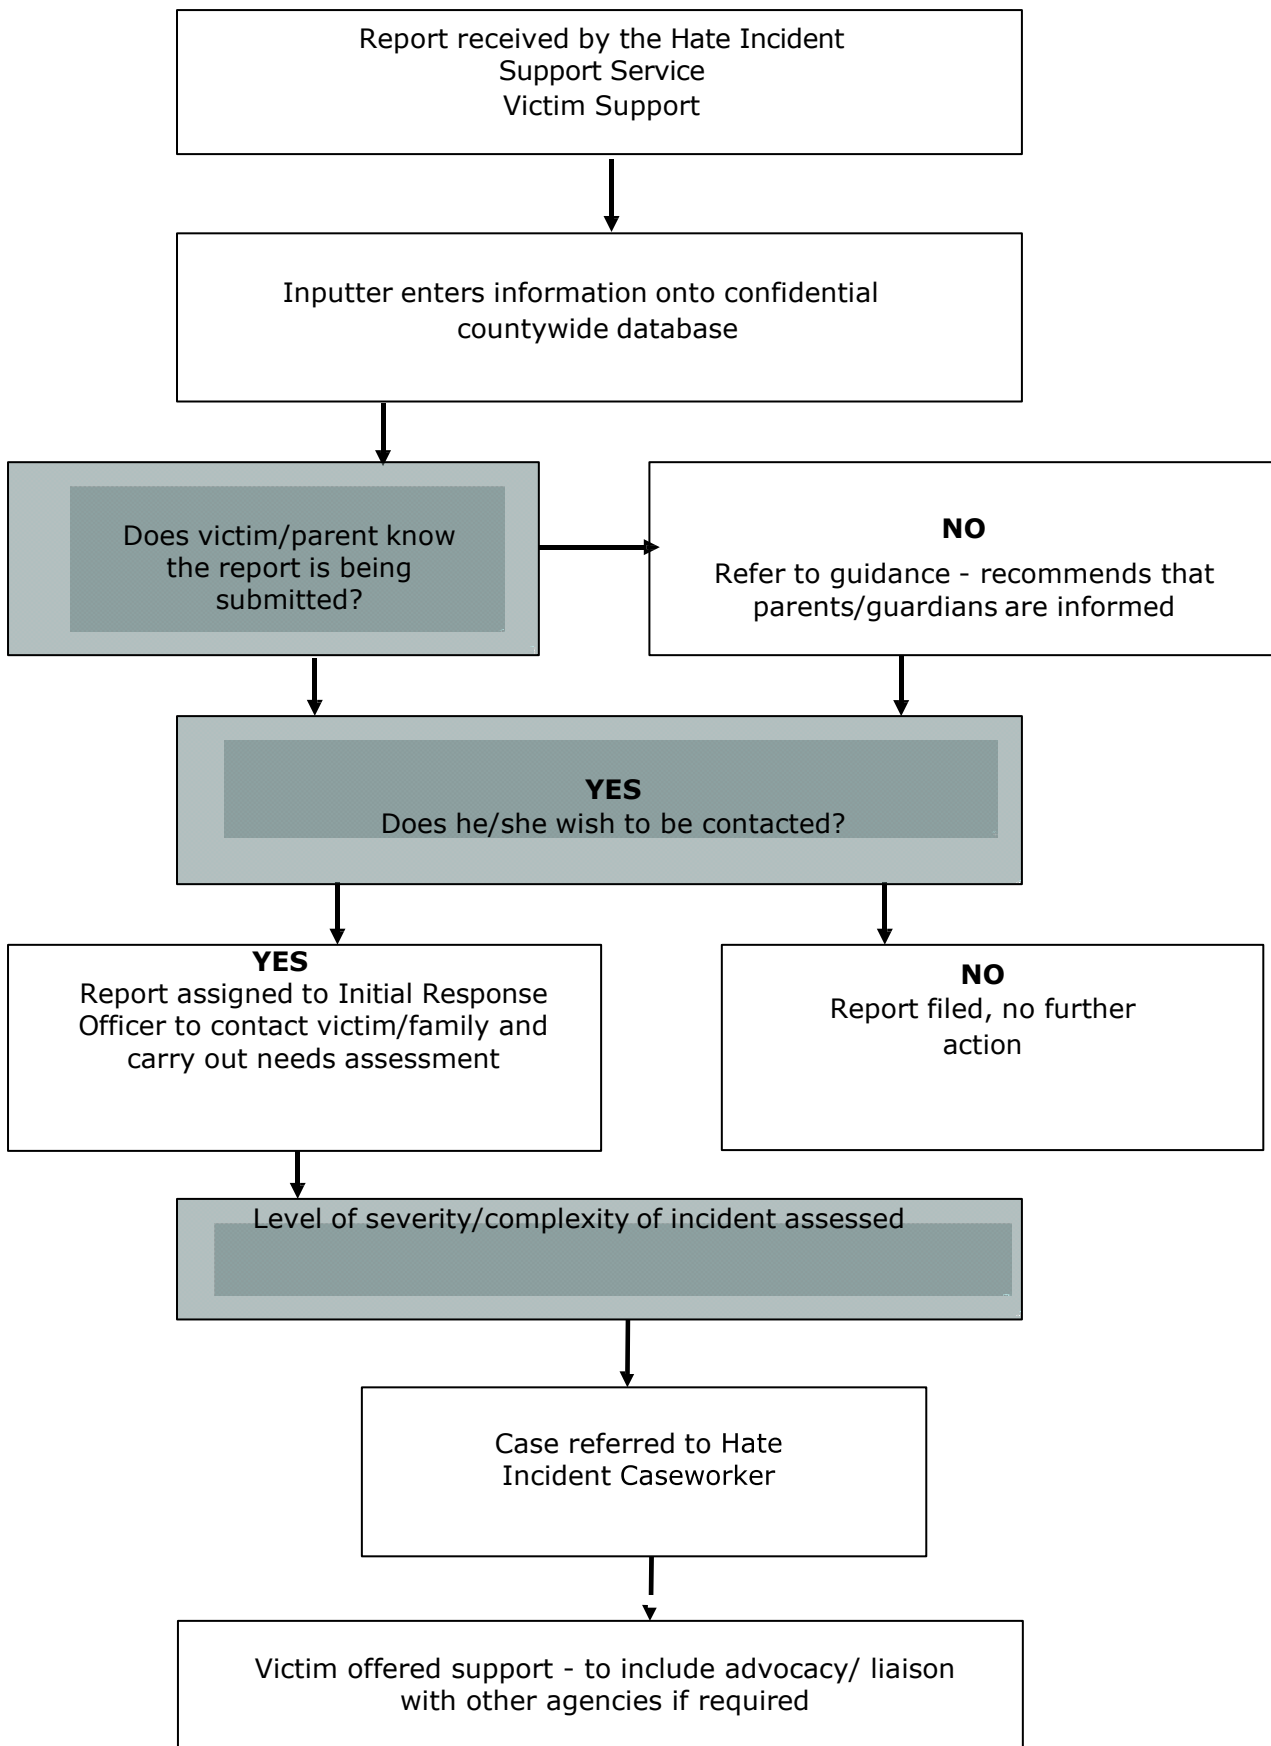 Report received by the Hate Incident
Support Service
Victim Support
Inputter enters information onto confidential
countywide database
Does victim/parent know
the report is being
submitted?
NO
Refer to guidance - recommends that
parents/guardians are informed
YES
Does he/she wish to be contacted?
YES
Report assigned to Initial Response
Officer to contact victim/family and
carry out needs assessment
NO
Report filed, no further
action
Level of severity/complexity of incident assessed
Case referred to Hate
Incident Caseworker
Victim offered support - to include advocacy/ liaison
with other agencies if required